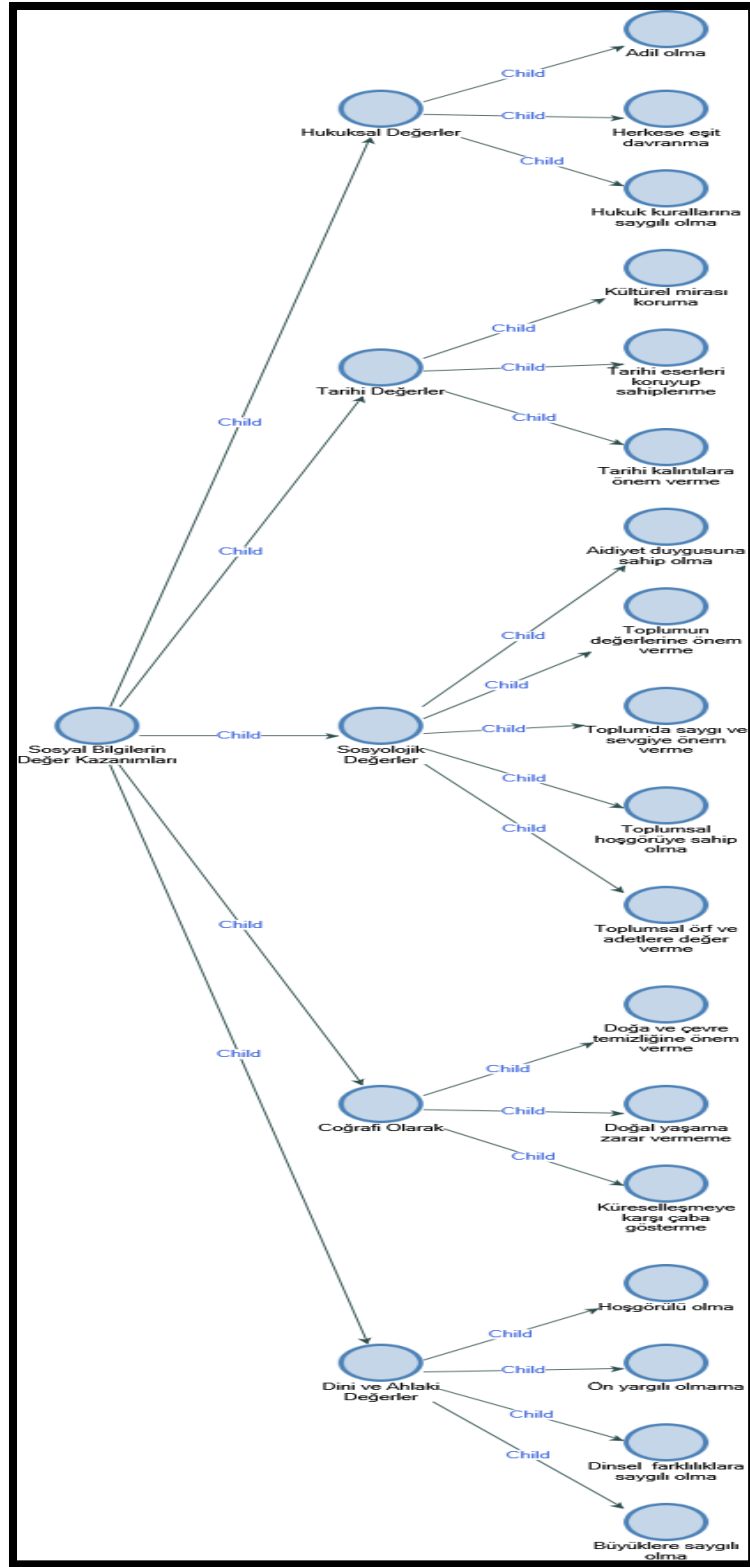 Child
Adil olma
Hukuksal Değerler
Child
Herkese eşit
davranma
Child
Hukuk kurallarına
saygılı olma
Child
Kültürel mirası
koruma
Child
Tarihi Değerler
Child
Tarihi eserleri
koruyup
sahiplenme
Child
Tarihi kalıntılara
önem verme
Child
Child
Aidiyet duygusuna
sahip olma
Child
Toplumun
değerlerine önem
verme
Child
Sosyal Bilgilerin
Değer Kazanımları
Child
Sosyolojik
Değerler
Child
Toplumda saygı ve
sevgiye önem
verme
Child
Toplumsal
hoşgörüye sahip
olma
Child
Toplumsal örf ve
adetlere değer
verme
Child
Child
Doğa ve çevre
temizliğine önem
verme
Child
Coğrafi Olarak
Child
Doğal yaşama
zarar vermeme
Child
Küreselleşmeye
karşı çaba
gösterme
Child
Hoşgörülü olma
Dini ve Ahlaki
Değerler
Child
Ön yargılı olmama
Child
Dinsel farklılıklara
saygılı olma
Child
Büyüklere saygılı
olma